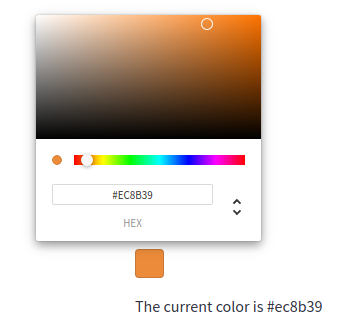 #EC8B39
HEX
The current color is #ec8b39